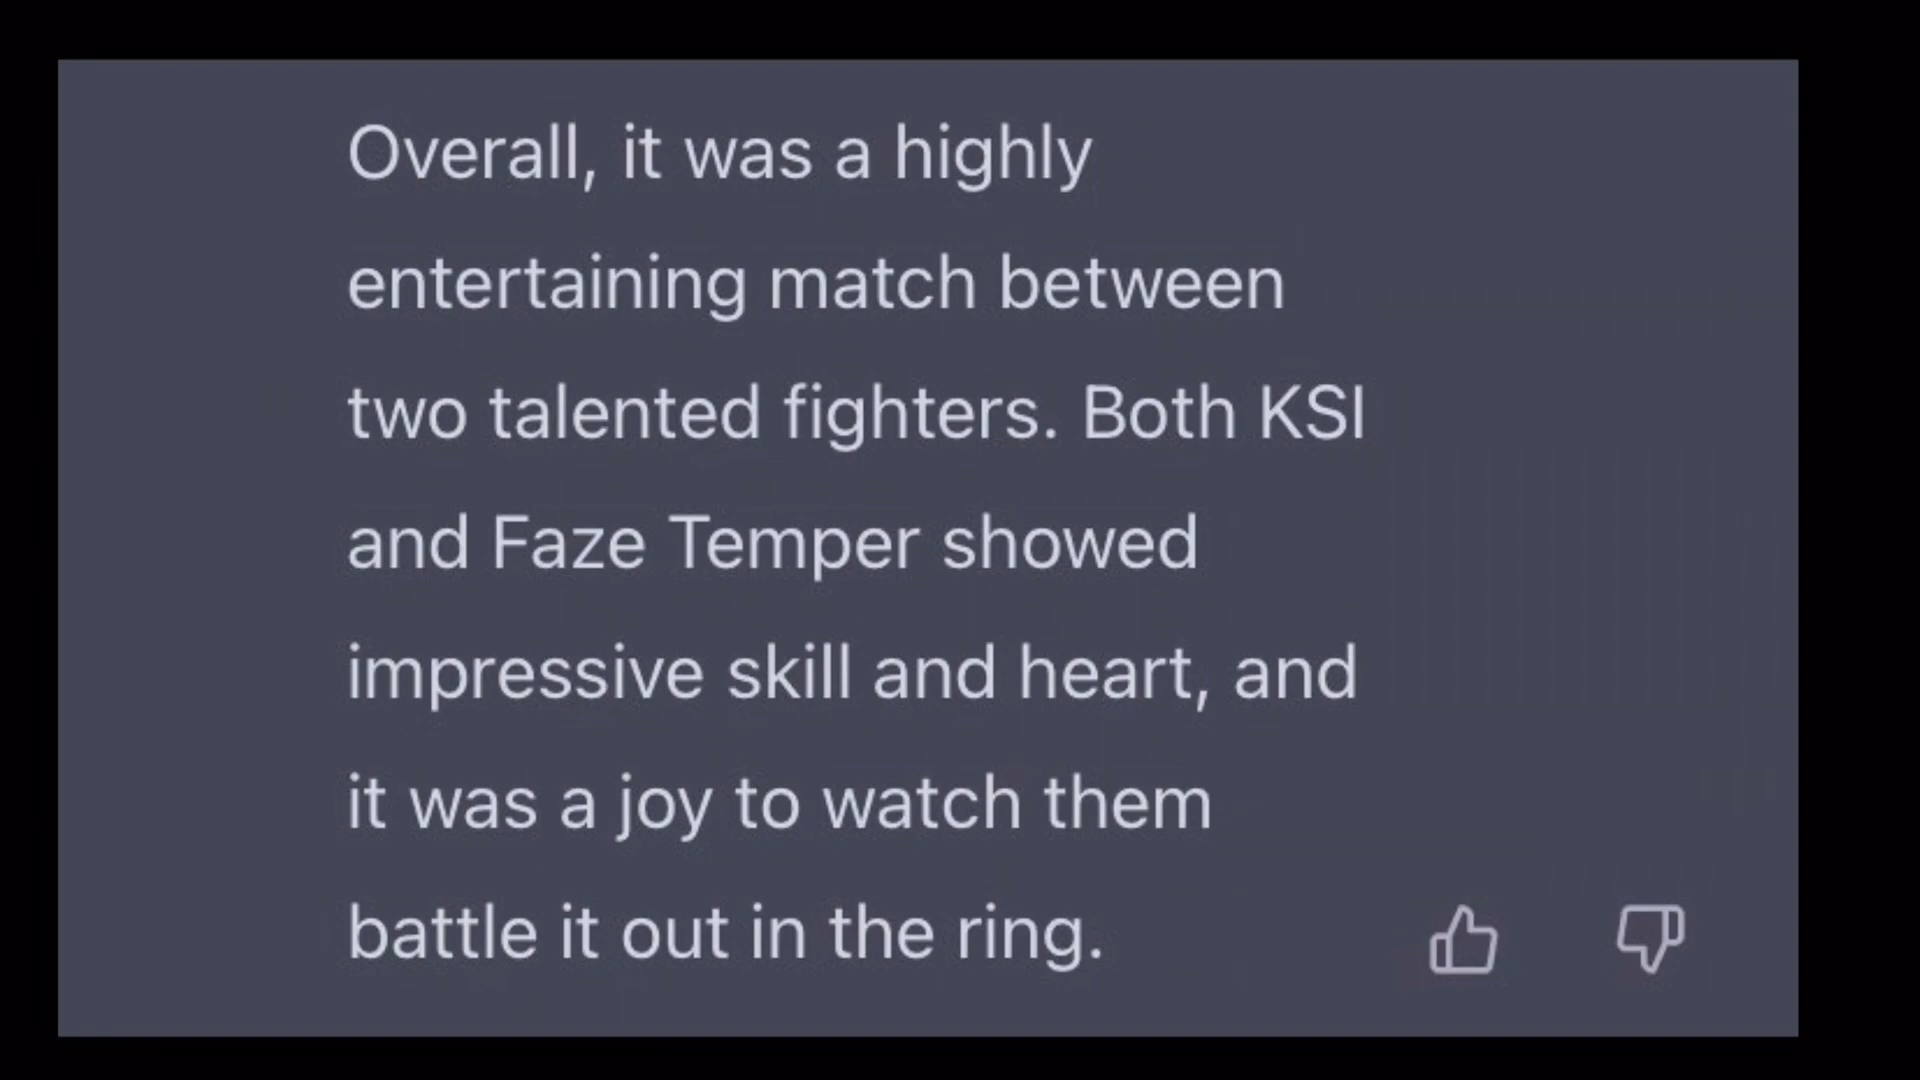 Overall, it was a highly
entertaining match between
two talented fighters. Both KSI
and Faze Temper showed
impressive skill and heart, and
it was a joy to watch them
battle it out in the ring.